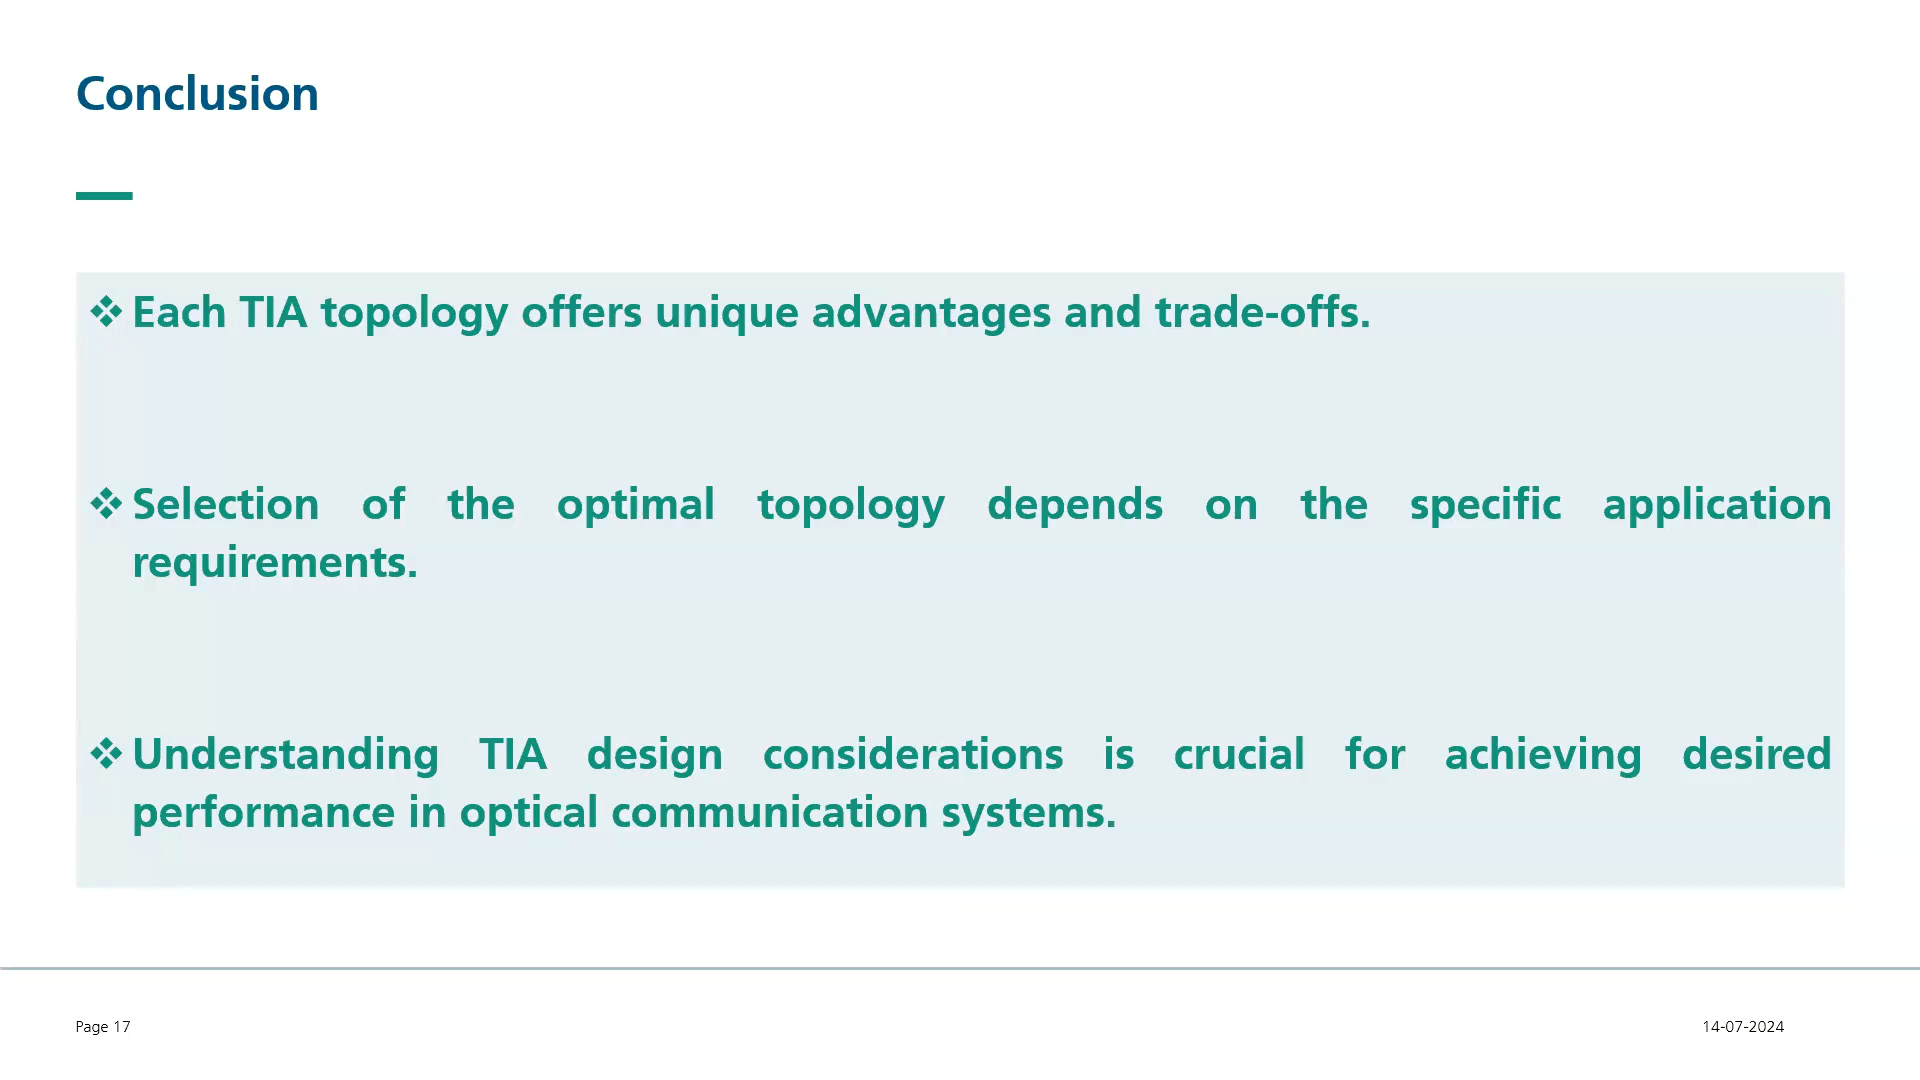 Conclusion
❖ Each TIA topology offers unique advantages and trade-offs.
❖ Selection of the optimal topology depends on the specific application
requirements.
❖ Understanding TIA design considerations is crucial for achieving desired
performance in optical communication systems.
Page 17
14-07-2024